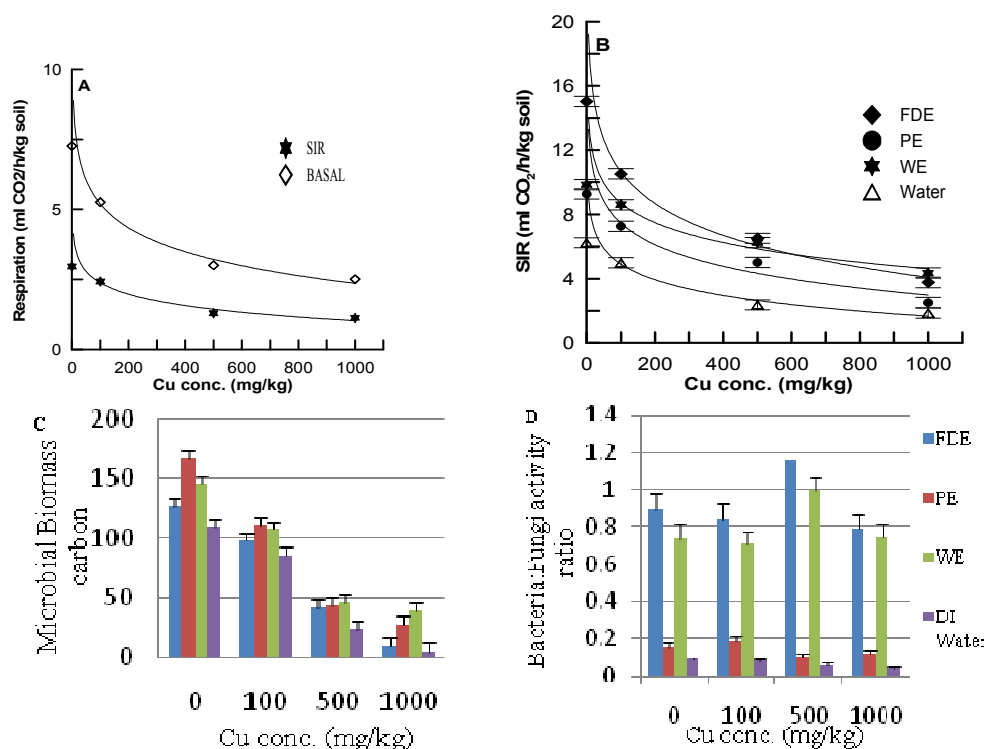 A
Respiration (ml CO2/h/kg soil)
10
5
0
SIR
BASAL
0 200 400 600 800 1000
Cu conc. (mg/kg)
B
SIR (ml CO₂/h/kg soil)
20
16
12
8
4
0
FDE
PE
WE
Water
0 200 400 600 800 1000
Cu conc. (mg/kg)
C
Microbial Biomass
carbon
200
150
100
50
0
0 100 500 1000
Cu conc. (mg/kg)
D
Bacteria:Fungi activity
ratio
1.4
1.2
1
0.8
0.6
0.4
0.2
0
0 100 500 1000
Cu conc. (mg/kg)
FDE
PE
WE
DI
Water